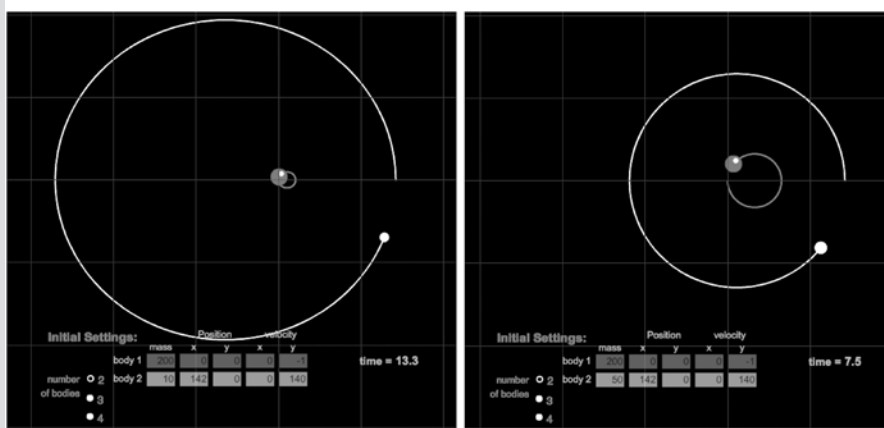 Initial Settings:
Position velocity
mass x y x y
body 1 200 0 0 0 -1
body 2 10 142 0 0 140
time = 13.3
number of bodies
2
3
4
Initial Settings:
Position velocity
mass x y x y
body 1 200 0 0 0 -1
body 2 50 142 0 0 140
time = 7.5
number of bodies
2
3
4